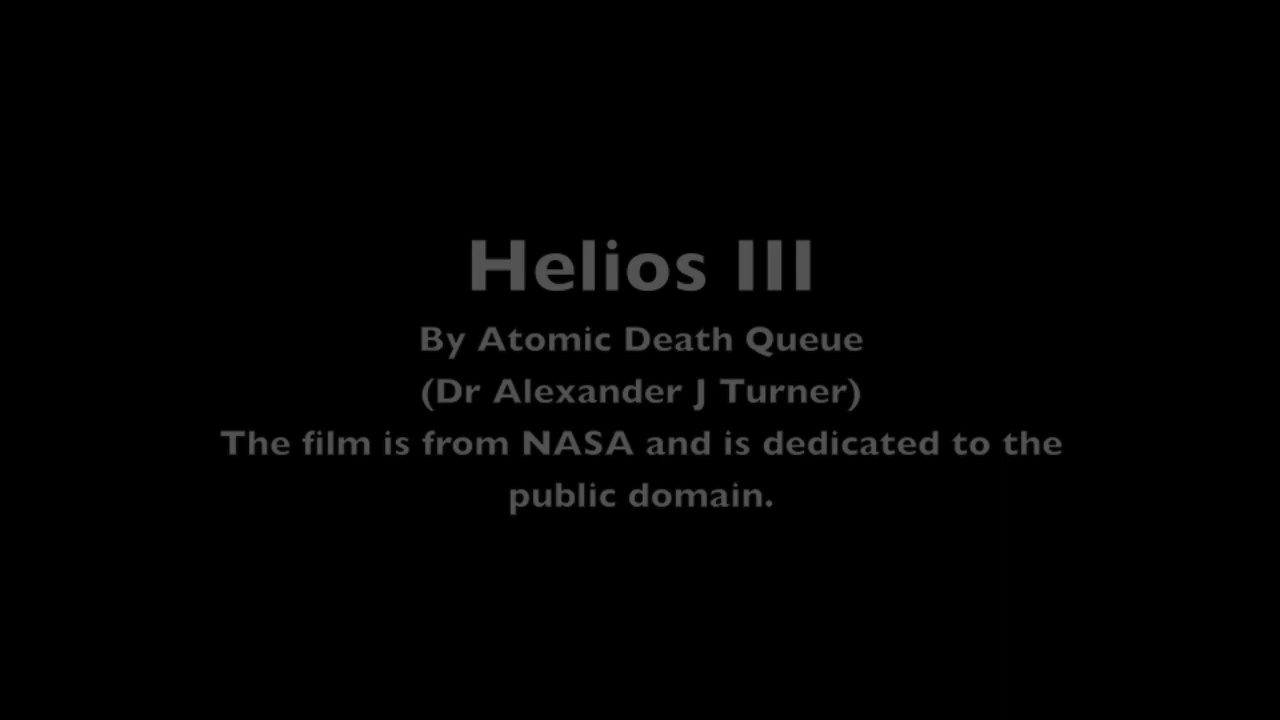 Helios III
By Atomic Death Queue
(Dr Alexander J Turner)
The film is from NASA and is dedicated to the
public domain.